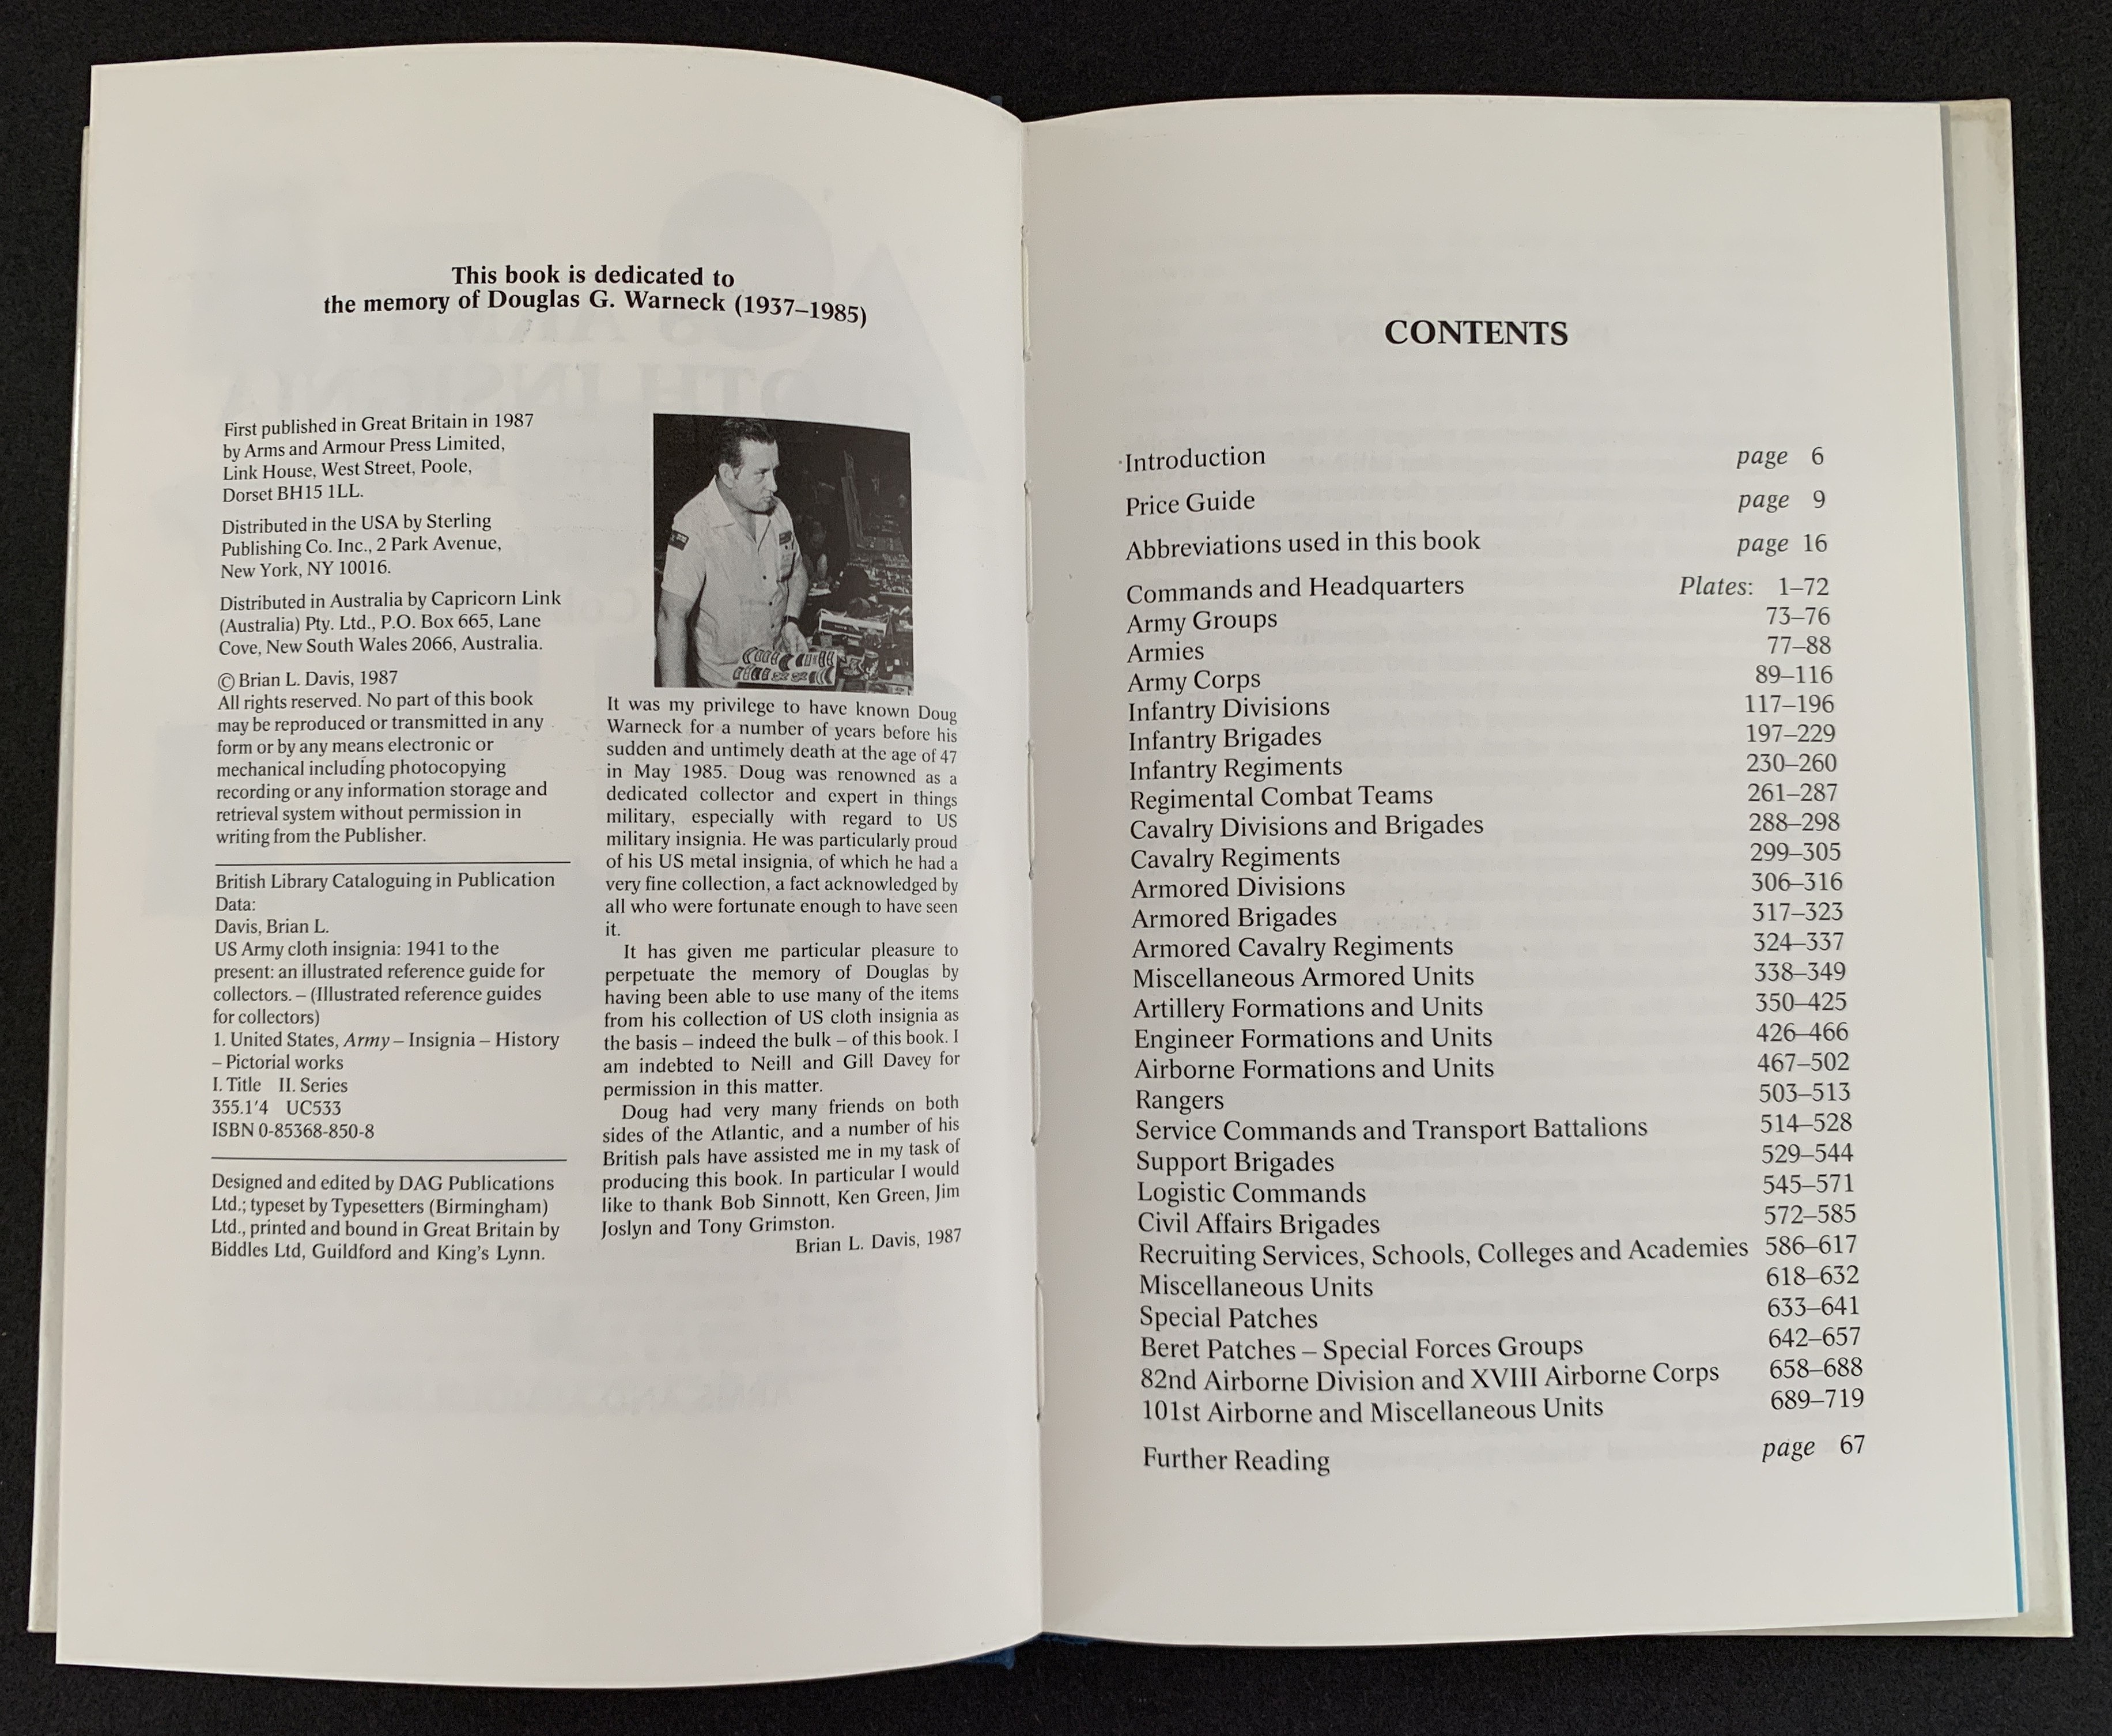 This book is dedicated to
the memory of Douglas G. Warneck (1937–1985)
First published in Great Britain in 1987
by Arms and Armour Press Limited,
Link House, West Street, Poole,
Dorset BH15 1LL.
Distributed in the USA by Sterling
Publishing Co. Inc., 2 Park Avenue,
New York, NY 10016.
Distributed in Australia by Capricorn Link
(Australia) Pty. Ltd., P.O. Box 665, Lane
Cove, New South Wales 2066, Australia.
© Brian L. Davis, 1987
All rights reserved. No part of this book
may be reproduced or transmitted in any
form or by any means electronic or
mechanical including photocopying
recording or any information storage and
retrieval system without permission in
writing from the Publisher.
British Library Cataloguing in Publication
Data:
Davis, Brian L.
US Army cloth insignia: 1941 to the
present: an illustrated reference guide for
collectors. – (Illustrated reference guides
for collectors)
1. United States, Army – Insignia – History
– Pictorial works
I. Title II. Series
355.1'4 UC533
ISBN 0-85368-850-8
Designed and edited by DAG Publications
Ltd.; typeset by Typesetters (Birmingham)
Ltd., printed and bound in Great Britain by
Biddles Ltd, Guildford and King's Lynn.
It was my privilege to have known Doug
Warneck for a number of years before his
sudden and untimely death at the age of 47
in May 1985. Doug was renowned as a
dedicated collector and expert in things
military, especially with regard to US
military insignia. He was particularly proud
of his US metal insignia, of which he had a
very fine collection, a fact acknowledged by
all who were fortunate enough to have seen
it.
It has given me particular pleasure to
perpetuate the memory of Douglas by
having been able to use many of the items
from his collection of US cloth insignia as
the basis – indeed the bulk – of this book. I
am indebted to Neill and Gill Davey for
permission in this matter.
Doug had very many friends on both
sides of the Atlantic, and a number of his
British pals have assisted me in my task of
producing this book. In particular I would
like to thank Bob Sinnott, Ken Green, Jim
Joslyn and Tony Grimston.
Brian L. Davis, 1987
CONTENTS
Introduction page 6
Price Guide page 9
Abbreviations used in this book page 16
Commands and Headquarters Plates: 1–72
Army Groups 73–76
Armies 77–88
Army Corps 89–116
Infantry Divisions 117–196
Infantry Brigades 197–229
Infantry Regiments 230–260
Regimental Combat Teams 261–287
Cavalry Divisions and Brigades 288–298
Cavalry Regiments 299–305
Armored Divisions 306–316
Armored Brigades 317–323
Armored Cavalry Regiments 324–337
Miscellaneous Armored Units 338–349
Artillery Formations and Units 350–425
Engineer Formations and Units 426–466
Airborne Formations and Units 467–502
Rangers 503–513
Service Commands and Transport Battalions 514–528
Support Brigades 529–544
Logistic Commands 545–571
Civil Affairs Brigades 572–585
Recruiting Services, Schools, Colleges and Academies 586–617
Miscellaneous Units 618–632
Special Patches 633–641
Beret Patches – Special Forces Groups 642–657
82nd Airborne Division and XVIII Airborne Corps 658–688
101st Airborne and Miscellaneous Units 689–719
Further Reading page 67